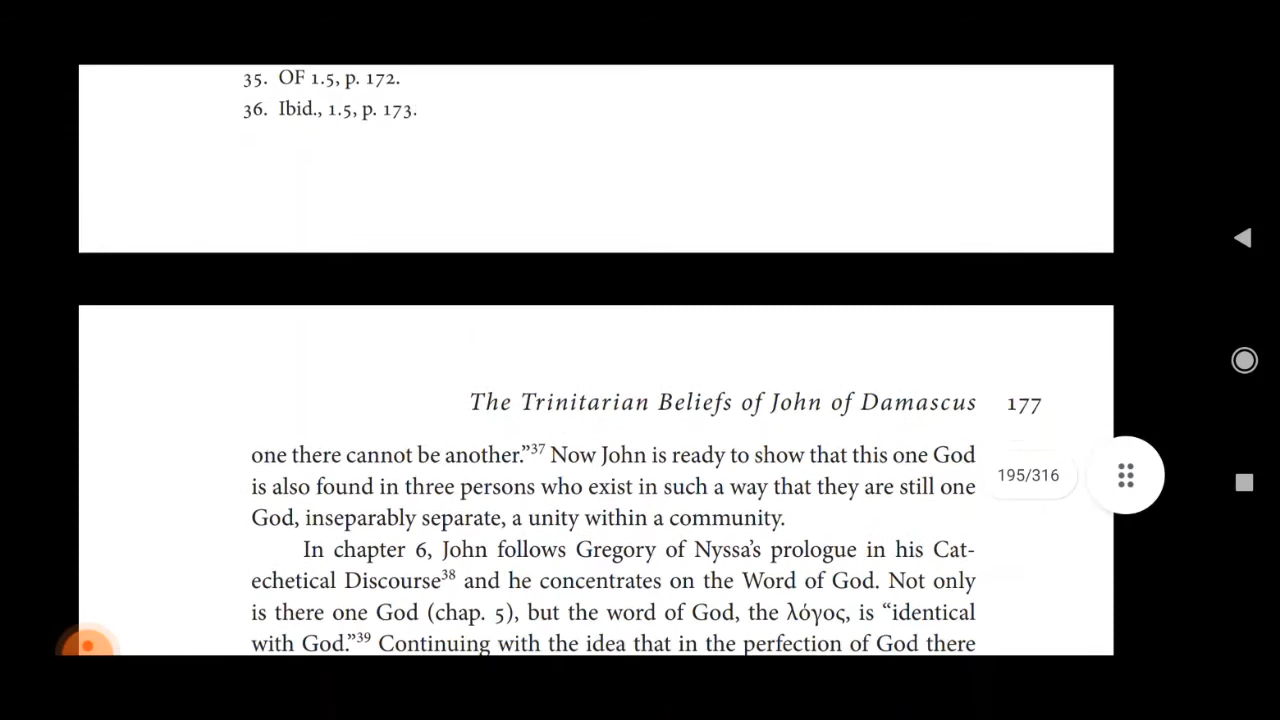 35. OF 1.5, p. 172.
36. Ibid., 1.5, p. 173.
The Trinitarian Beliefs of John of Damascus 177
one there cannot be another.”37 Now John is ready to show that this one God
is also found in three persons who exist in such a way that they are still one
God, inseparably separate, a unity within a community.
In chapter 6, John follows Gregory of Nyssa’s prologue in his Cat-
echetical Discourse38 and he concentrates on the Word of God. Not only
is there one God (chap. 5), but the word of God, the λόγος, is “identical
with God.”39 Continuing with the idea that in the perfection of God there
195/316